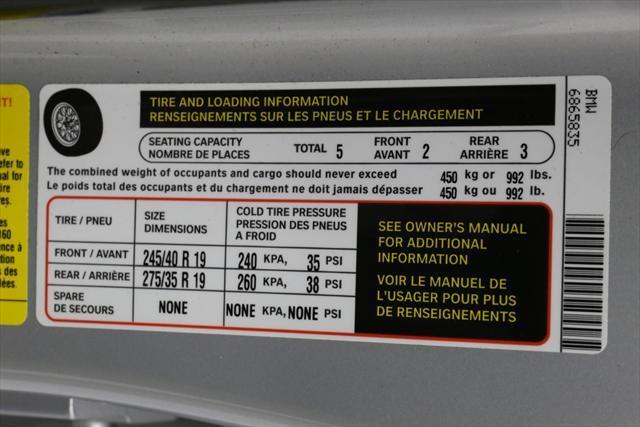 T!
TIRE AND LOADING INFORMATION
RENSEIGNEMENTS SUR LES PNEUS ET LE CHARGEMENT
SEATING CAPACITY
NOMBRE DE PLACES
TOTAL 5
FRONT
AVANT 2
REAR
ARRIÈRE 3
The combined weight of occupants and cargo should never exceed 450 kg or 992 lbs.
Le poids total des occupants et du chargement ne doit jamais dépasser 450 kg ou 992 lb.
TIRE / PNEU
SIZE
DIMENSIONS
COLD TIRE PRESSURE
PRESSION DES PNEUS
A FROID
FRONT / AVANT 245/40 R 19 240 KPA, 35 PSI
REAR / ARRIÈRE 275/35 R 19 260 KPA, 38 PSI
SPARE
DE SECOURS
NONE NONE KPA, NONE PSI
SEE OWNER'S MANUAL
FOR ADDITIONAL
INFORMATION
VOIR LE MANUEL DE
L'USAGER POUR PLUS
DE RENSEIGNEMENTS
BMW
6865835